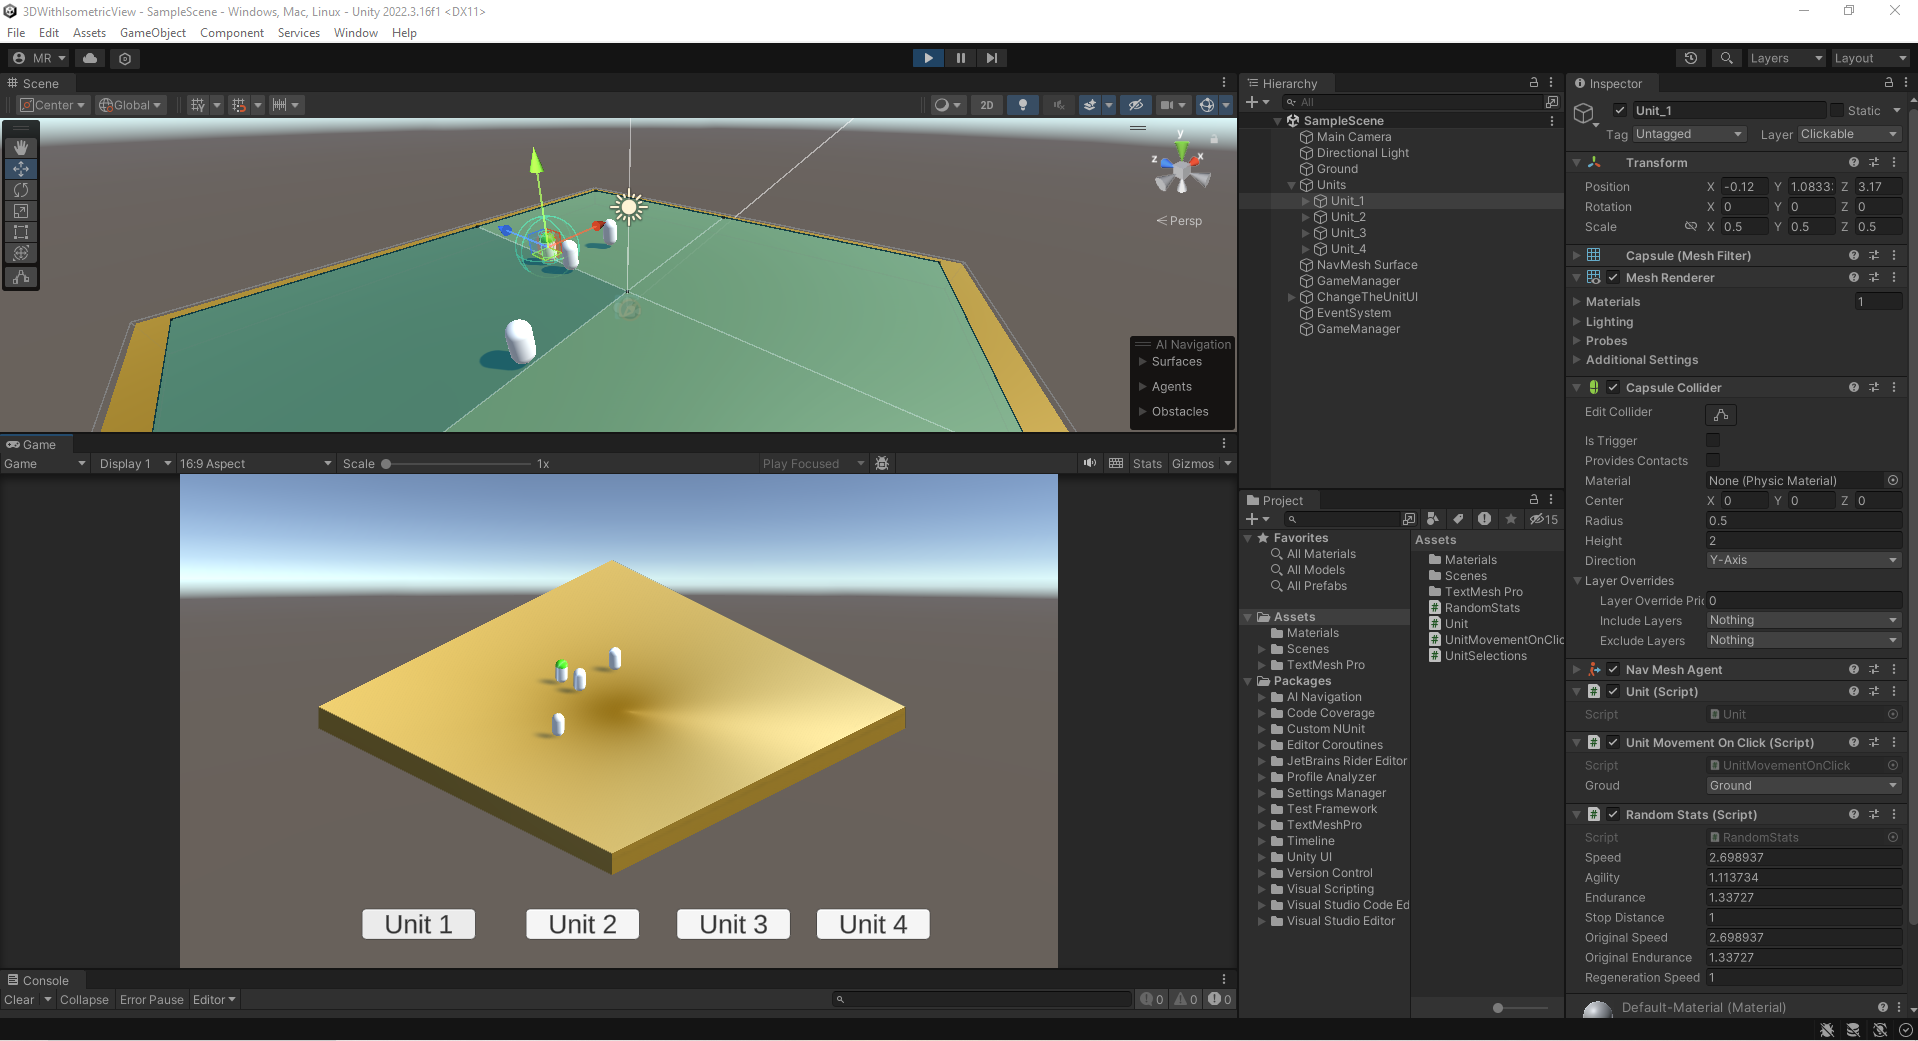 3DWithIsometricView - SampleScene - Windows, Mac, Linux - Unity 2022.3.16f1 <DX11>
File Edit Assets GameObject Component Services Window Help
MR
Layers Layout
Scene
Center Global 2D
y
z x
Persp
AI Navigation
Surfaces
Agents
Obstacles
Game
Game Display 1 16:9 Aspect Scale 1x Play Focused Stats Gizmos
Unit 1 Unit 2 Unit 3 Unit 4
Console
Clear Collapse Error Pause Editor 0 0 0
Hierarchy
All
SampleScene
Main Camera
Directional Light
Ground
Units
Unit_1
Unit_2
Unit_3
Unit_4
NavMesh Surface
GameManager
ChangeTheUnitUI
EventSystem
GameManager
Project
15
Favorites
All Materials
All Models
All Prefabs
Assets
Materials
Scenes
TextMesh Pro
Packages
AI Navigation
Code Coverage
Custom NUnit
Editor Coroutines
JetBrains Rider Editor
Profile Analyzer
Settings Manager
Test Framework
TextMeshPro
Timeline
Unity UI
Version Control
Visual Scripting
Visual Studio Code Ed
Visual Studio Editor
Assets
Materials
Scenes
TextMesh Pro
RandomStats
Unit
UnitMovementOnClic
UnitSelections
Inspector
Unit_1 Static
Tag Untagged Layer Clickable
Transform
Position X -0.12 Y 1.0833 Z 3.17
Rotation X 0 Y 0 Z 0
Scale X 0.5 Y 0.5 Z 0.5
Capsule (Mesh Filter)
Mesh Renderer
Materials 1
Lighting
Probes
Additional Settings
Capsule Collider
Edit Collider
Is Trigger
Provides Contacts
Material None (Physic Material)
Center X 0 Y 0 Z 0
Radius 0.5
Height 2
Direction Y-Axis
Layer Overrides
Layer Override Pric 0
Include Layers Nothing
Exclude Layers Nothing
Nav Mesh Agent
Unit (Script)
Script Unit
Unit Movement On Click (Script)
Script UnitMovementOnClick
Groud Ground
Random Stats (Script)
Script RandomStats
Speed 2.698937
Agility 1.113734
Endurance 1.33727
Stop Distance 1
Original Speed 2.698937
Original Endurance 1.33727
Regeneration Speed 1
Default-Material (Material)